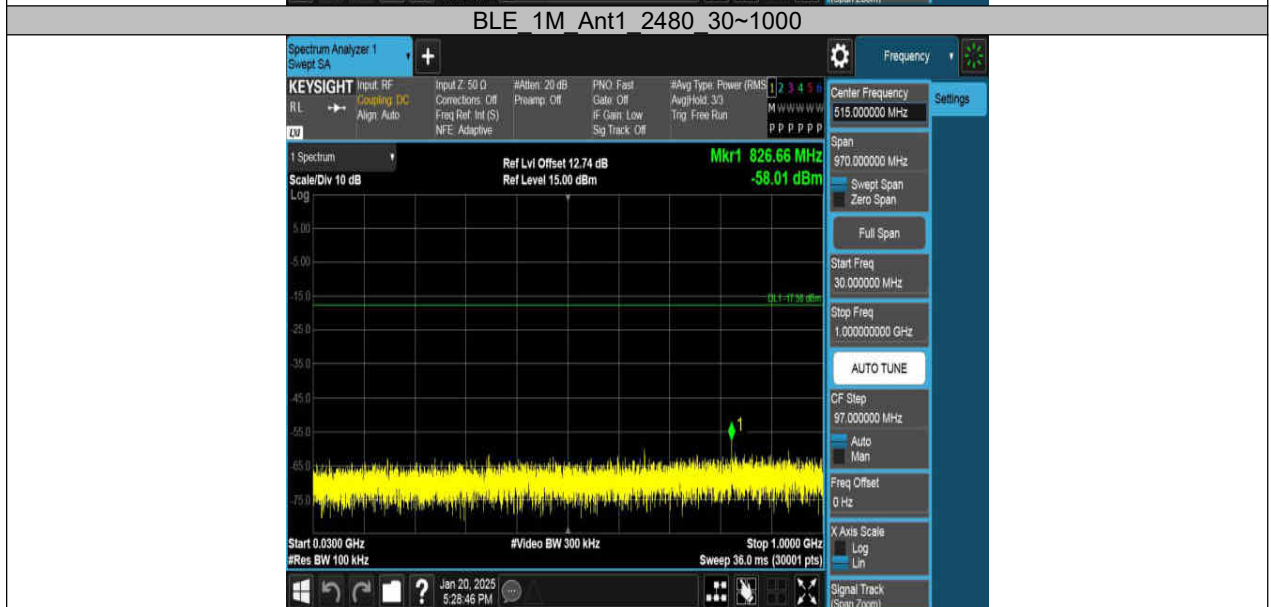 (Span Zoom)
BLE_1M_Ant1_2480_30~1000
Spectrum Analyzer 1
Swept SA
+
Frequency
KEYSIGHT
RL
LXI
Input: RF
Coupling: DC
Align: Auto
Input Z: 50 Ω
Corrections: Off
Freq Ref: Int (S)
NFE: Adaptive
#Atten: 20 dB
Preamp: Off
PNO: Fast
Gate: Off
IF Gain: Low
Sig Track: Off
#Avg Type: Power (RMS
Avg|Hold: 3/3
Trig: Free Run
1 2 3 4 5 6
M W W W W W
P P P P P P
Center Frequency
515.000000 MHz
Settings
Span
970.000000 MHz
Swept Span
Zero Span
Full Span
Start Freq
30.000000 MHz
Stop Freq
1.000000000 GHz
AUTO TUNE
CF Step
97.000000 MHz
Auto
Man
Freq Offset
0 Hz
X Axis Scale
Log
Lin
Signal Track
(Span Zoom)
1 Spectrum
Scale/Div 10 dB
Log
Ref Lvl Offset 12.74 dB
Ref Level 15.00 dBm
Mkr1 826.66 MHz
-58.01 dBm
5.00
-5.00
-15.0
-25.0
-35.0
-45.0
-55.0
-65.0
-75.0
1
Start 0.0300 GHz
#Res BW 100 kHz
#Video BW 300 kHz
Stop 1.0000 GHz
Sweep 36.0 ms (30001 pts)
?
Jan 20, 2025
5:28:46 PM